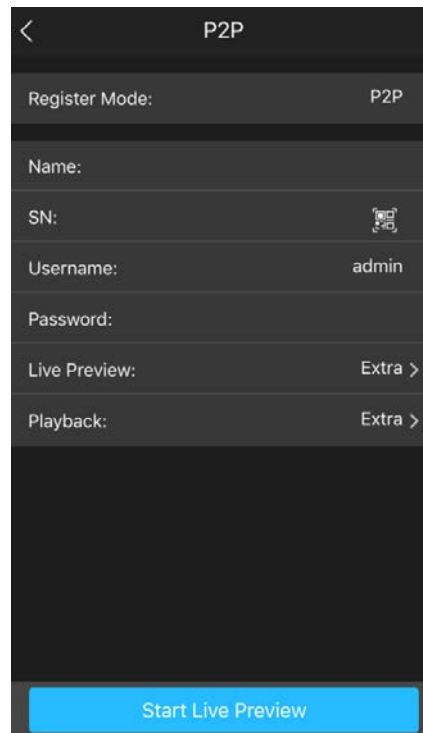 P2P
Register Mode: P2P
Name:
SN:
Username: admin
Password:
Live Preview: Extra >
Playback: Extra >
Start Live Preview